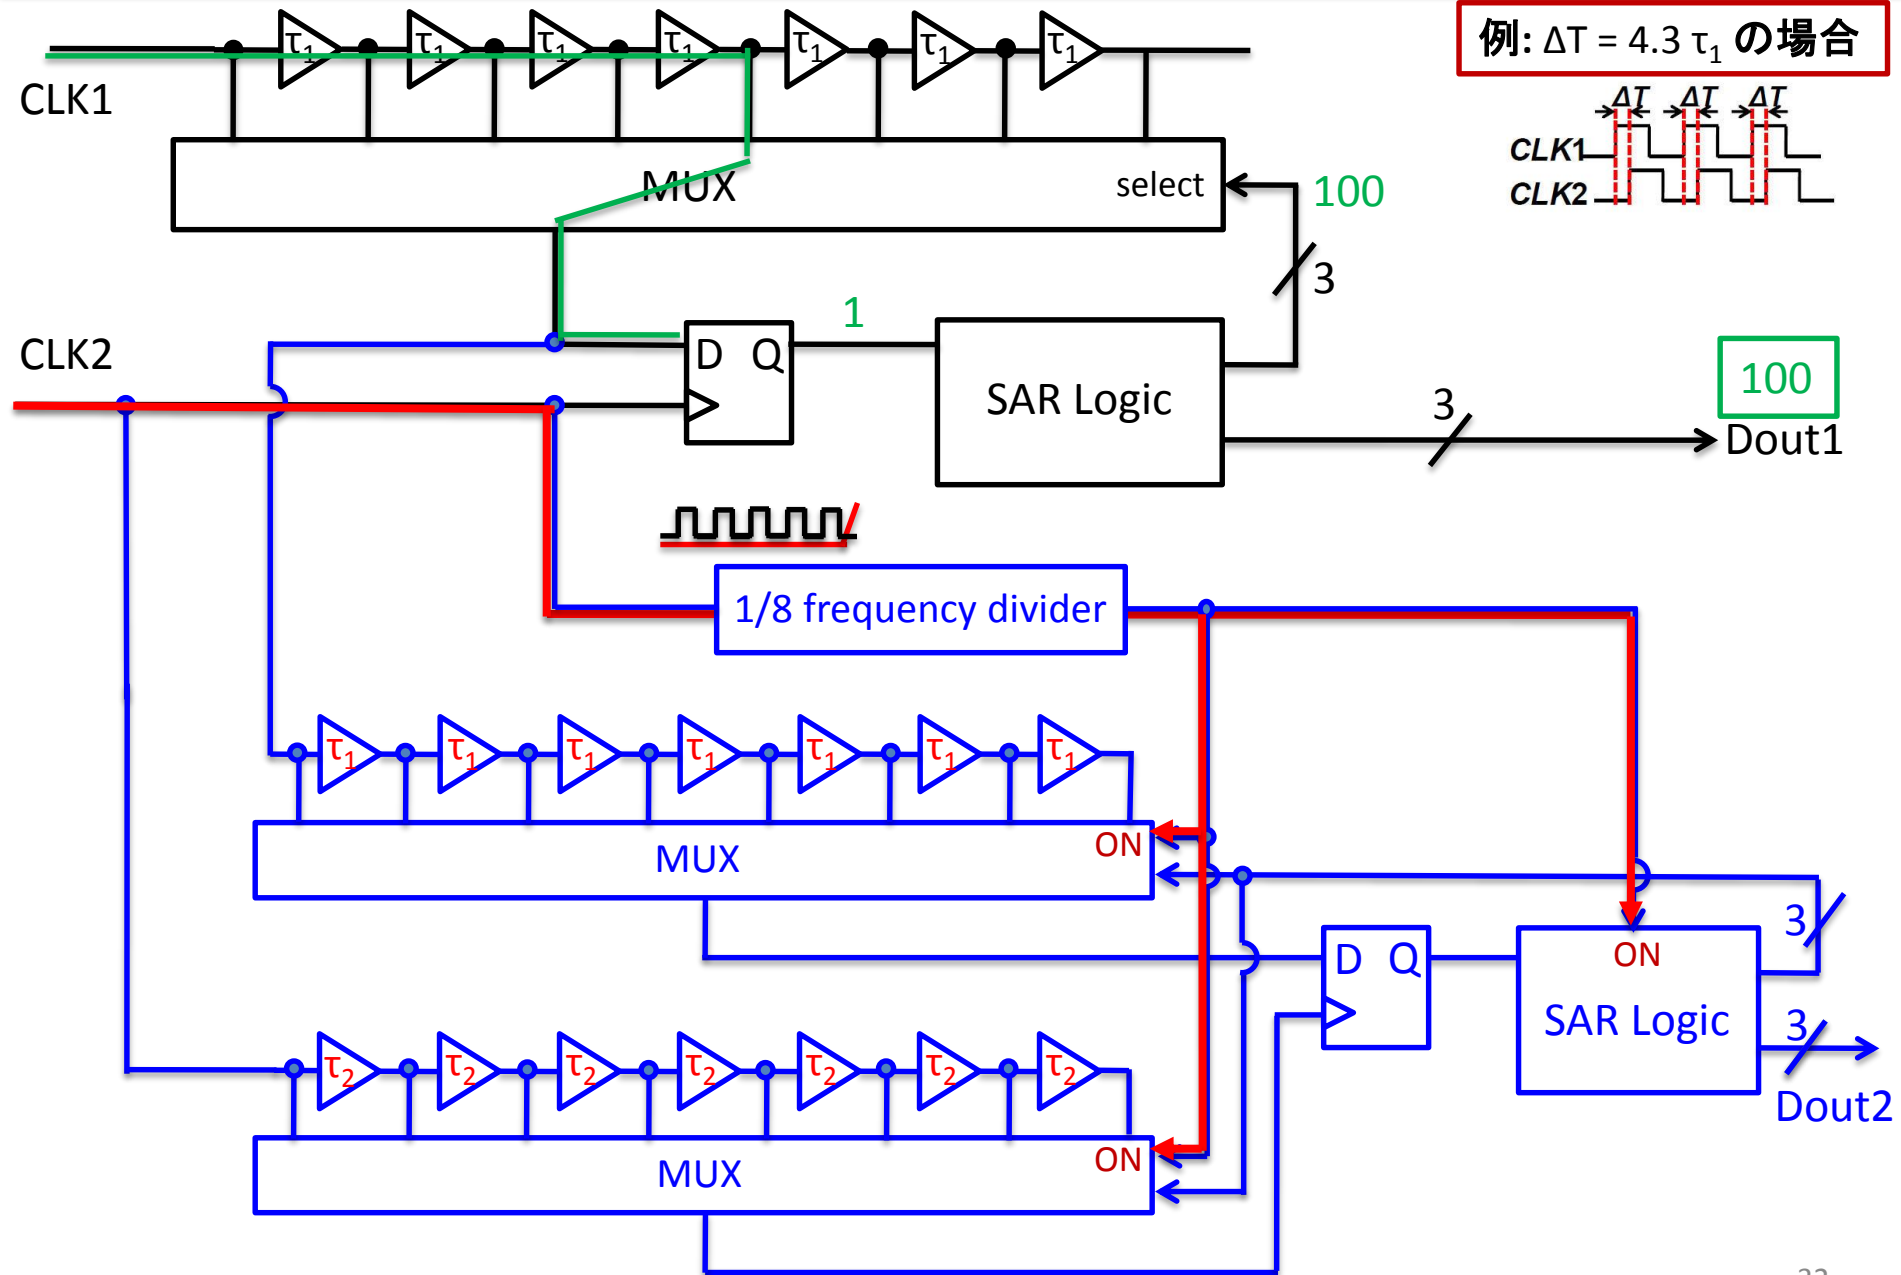 τ1 τ1 τ1 τ1 τ1 τ1 τ1
例: ΔT = 4.3 τ1 の場合
CLK1
ΔT ΔT ΔT
CLK1
CLK2
MUX
select
100
3
1
CLK2
D Q
SAR Logic
3
100
Dout1
1/8 frequency divider
τ1 τ1 τ1 τ1 τ1 τ1 τ1
MUX
ON
3
D Q
ON
SAR Logic
3
Dout2
τ2 τ2 τ2 τ2 τ2 τ2 τ2
MUX
ON